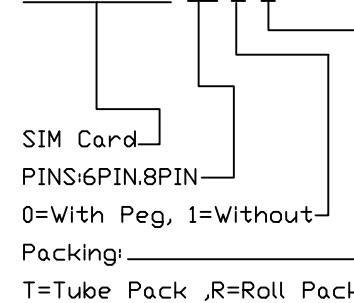 SIM Card
PINS:6PIN.8PIN
0=With Peg, 1=Without
Packing:
T=Tube Pack ,R=Roll Pack